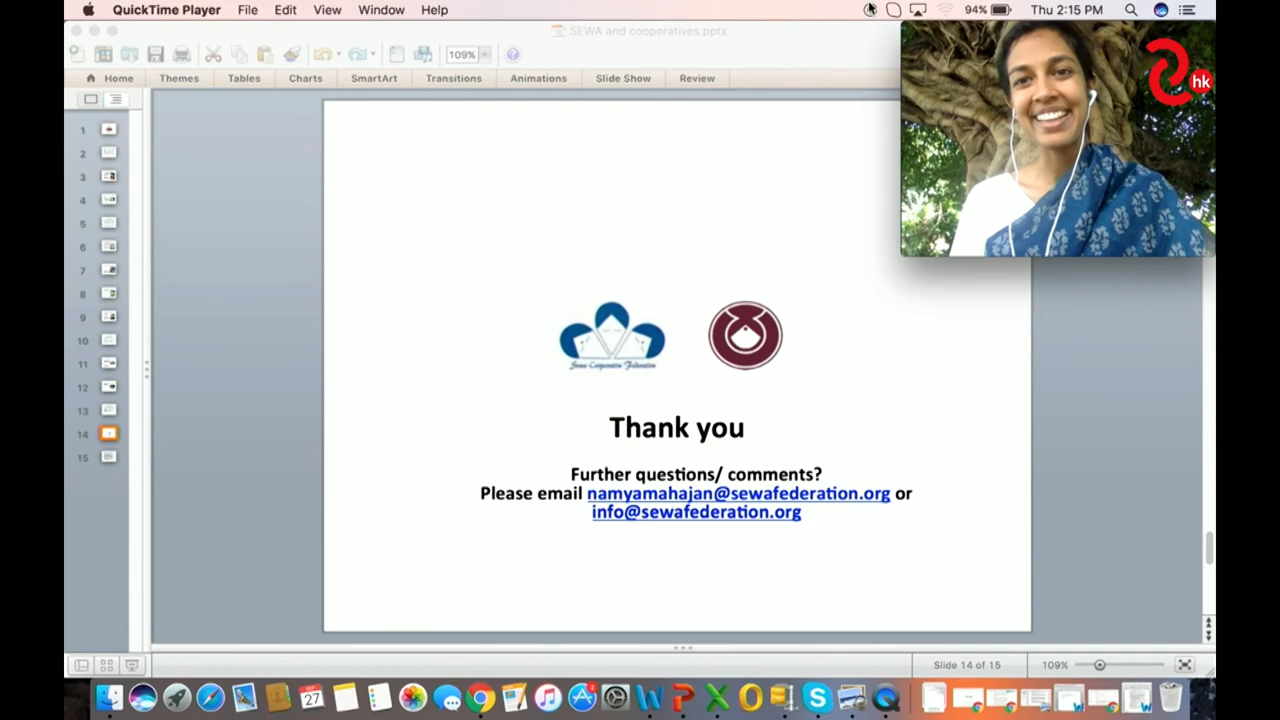 QuickTime Player File Edit View Window Help 94% Thu 2:15 PM
SEWA and cooperatives.pptx
109%
Home Themes Tables Charts SmartArt Transitions Animations Slide Show Review
hk
1
2
3
4
5
6
7
8
9
10
11
12
13
14
15
Sewa Cooperative Federation
Thank you
Further questions/ comments?
Please email namyamahajan@sewafederation.org or
info@sewafederation.org
Slide 14 of 15 109%
27